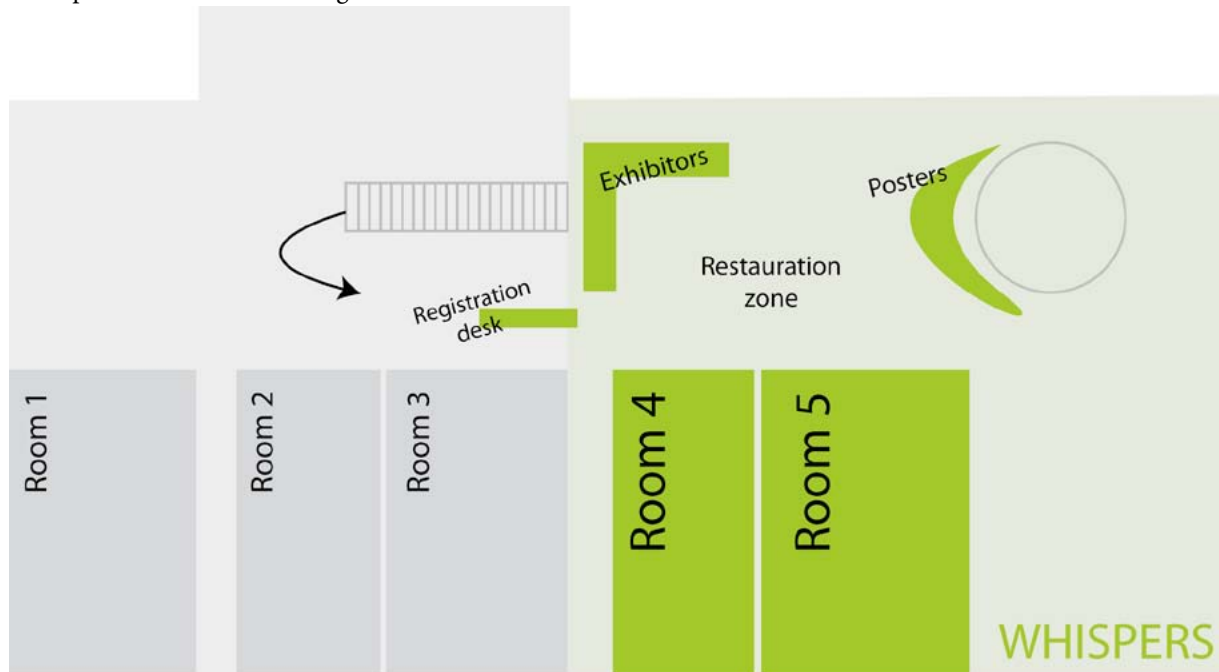 Exhibitors
Posters
Restauration
zone
Registration
desk
Room 1
Room 2
Room 3
Room 4
Room 5
WHISPERS